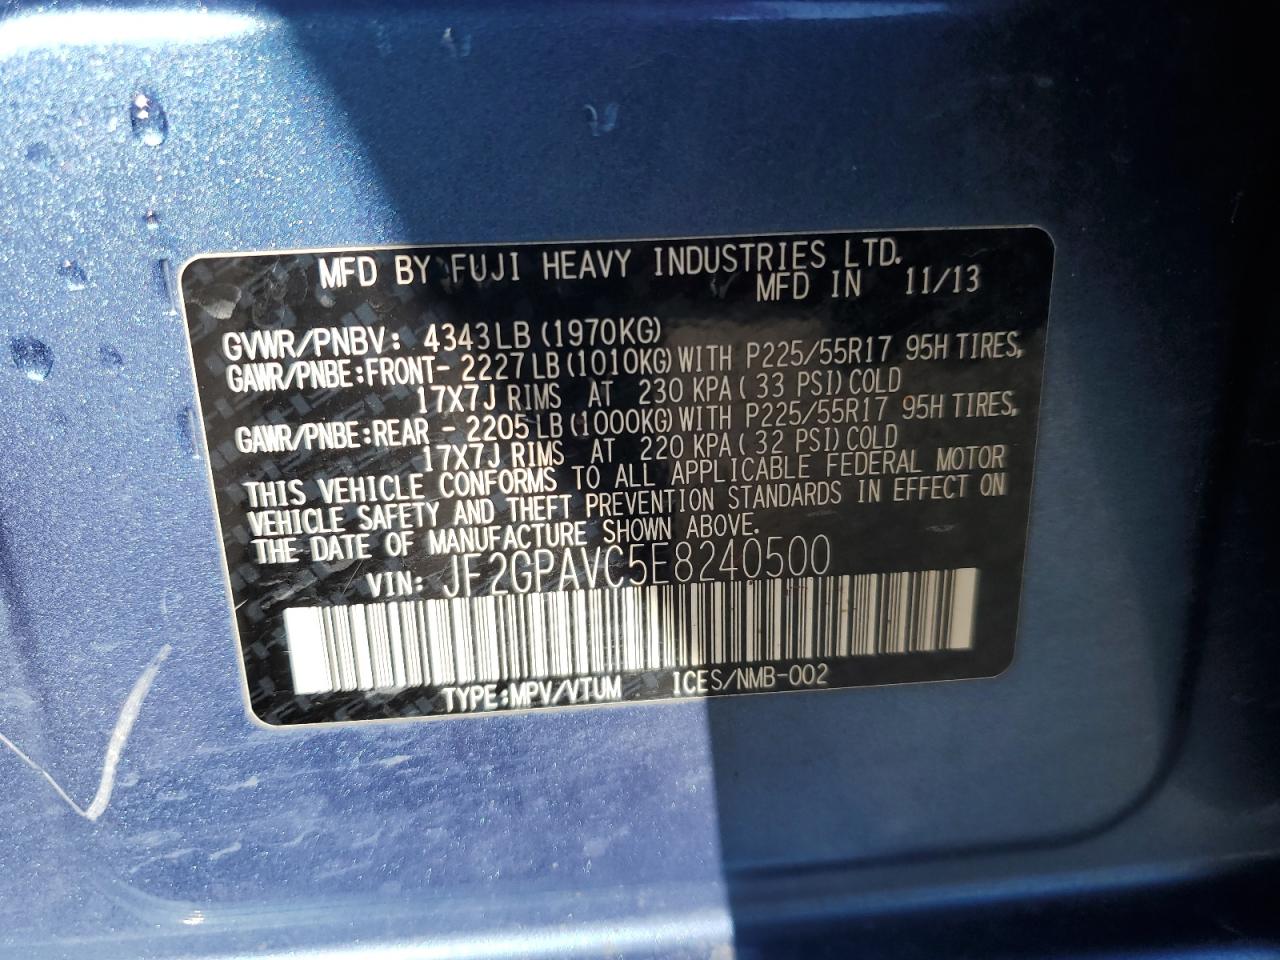 MFD BY FUJI HEAVY INDUSTRIES LTD.
MFD IN 11/13
GVWR/PNBV: 4343LB (1970KG)
GAWR/PNBE:FRONT- 2227 LB (1010KG) WITH P225/55R17 95H TIRES,
17X7J RIMS AT 230 KPA ( 33 PSI) COLD
GAWR/PNBE:REAR - 2205 LB (1000KG) WITH P225/55R17 95H TIRES,
17X7J RIMS AT 220 KPA ( 32 PSI) COLD
THIS VEHICLE CONFORMS TO ALL APPLICABLE FEDERAL MOTOR
VEHICLE SAFETY AND THEFT PREVENTION STANDARDS IN EFFECT ON
THE DATE OF MANUFACTURE SHOWN ABOVE.
VIN: JF2GPAVC5E8240500
TYPE:MPV/VTUM ICES/NMB-002